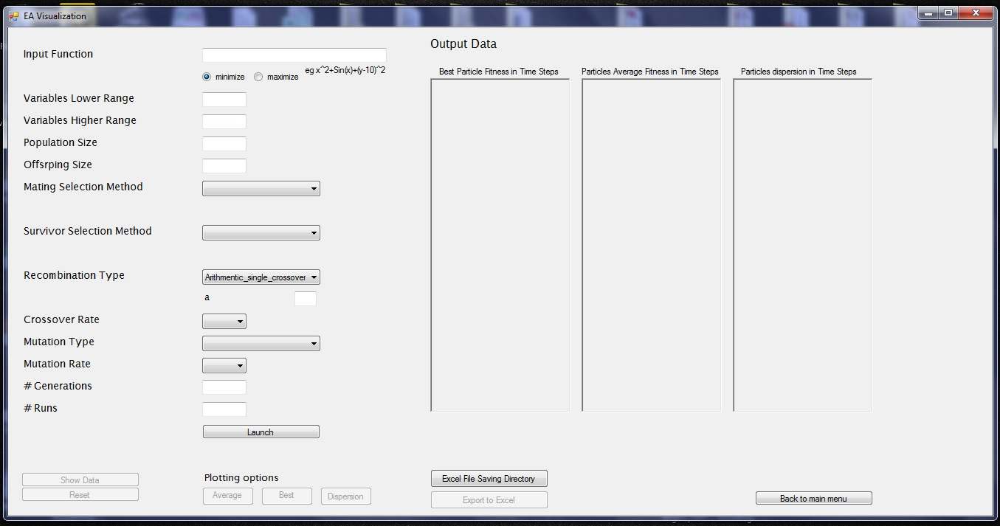 EA Visualization
Input Function
minimize maximize eg x^2+Sin(x)+(y-10)^2
Variables Lower Range
Variables Higher Range
Population Size
Offsrping Size
Mating Selection Method
Survivor Selection Method
Recombination Type Arithmentic_single_crossover
a
Crossover Rate
Mutation Type
Mutation Rate
# Generations
# Runs
Launch
Output Data
Best Particle Fitness in Time Steps Particles Average Fitness in Time Steps Particles dispersion in Time Steps
Show Data
Reset
Plotting options
Average Best Dispersion
Excel File Saving Directory
Export to Excel
Back to main menu